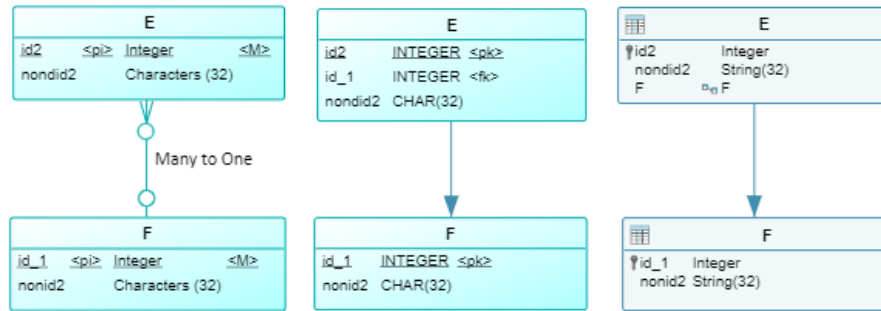 E
id2 <pi> Integer <M>
nondid2 Characters (32)
Many to One
F
id_1 <pi> Integer <M>
nonid2 Characters (32)
E
id2 INTEGER <pk>
id_1 INTEGER <fk>
nondid2 CHAR(32)
F
id_1 INTEGER <pk>
nonid2 CHAR(32)
E
id2 Integer
nondid2 String(32)
F F
F
id_1 Integer
nonid2 String(32)